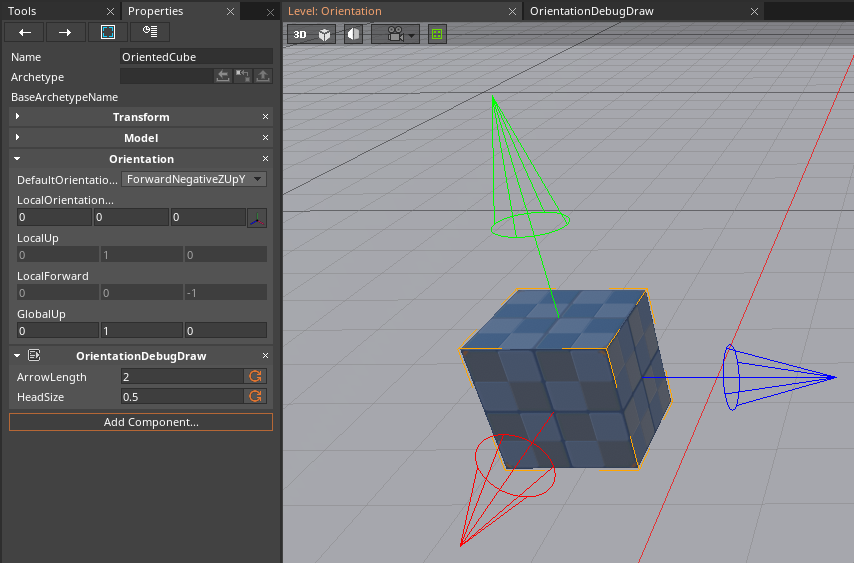 Tools Properties
Level: Orientation OrientationDebugDraw
3D
Name OrientedCube
Archetype
BaseArchetypeName
Transform
Model
Orientation
DefaultOrientatio... ForwardNegativeZUpY
LocalOrientation...
0 0 0
LocalUp
0 1 0
LocalForward
0 0 -1
GlobalUp
0 1 0
OrientationDebugDraw
ArrowLength 2
HeadSize 0.5
Add Component...